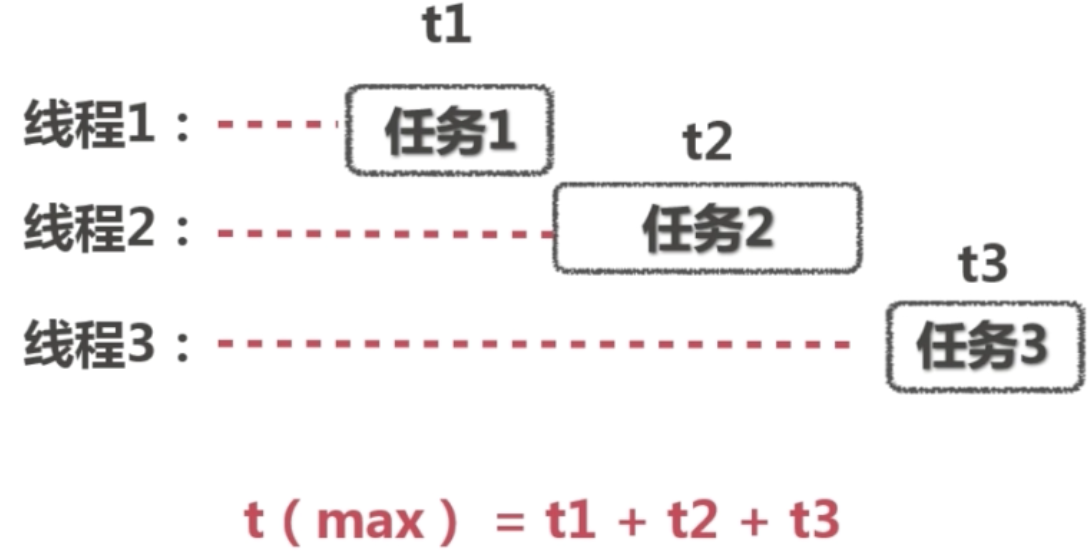 t1
线程1： 任务1
t2
线程2： 任务2
t3
线程3： 任务3
t（max） = t1 + t2 + t3